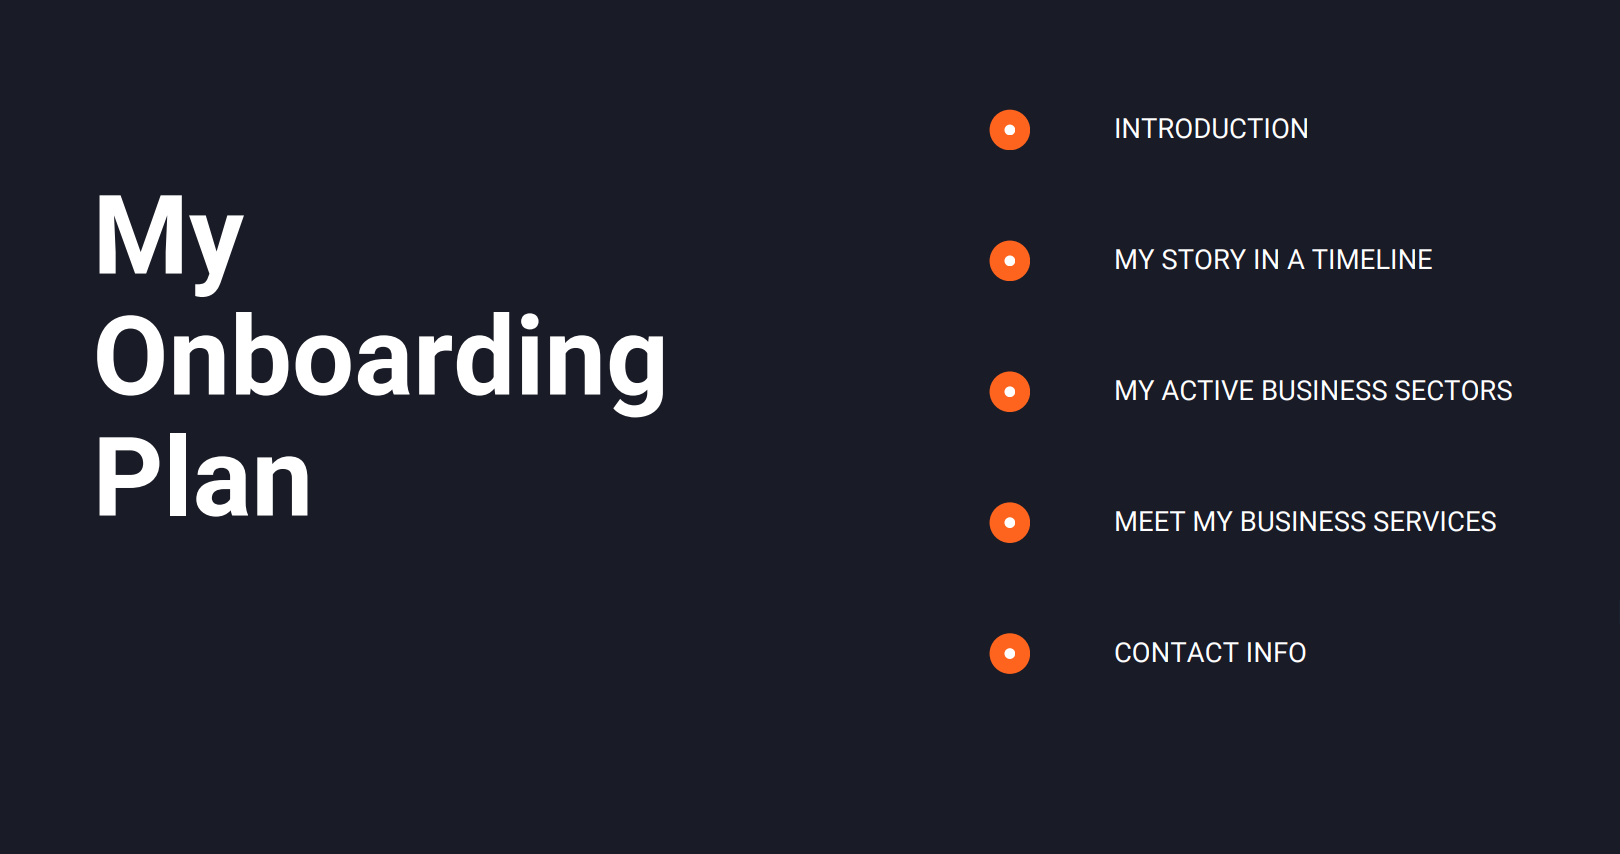 My
Onboarding
Plan
INTRODUCTION
MY STORY IN A TIMELINE
MY ACTIVE BUSINESS SECTORS
MEET MY BUSINESS SERVICES
CONTACT INFO